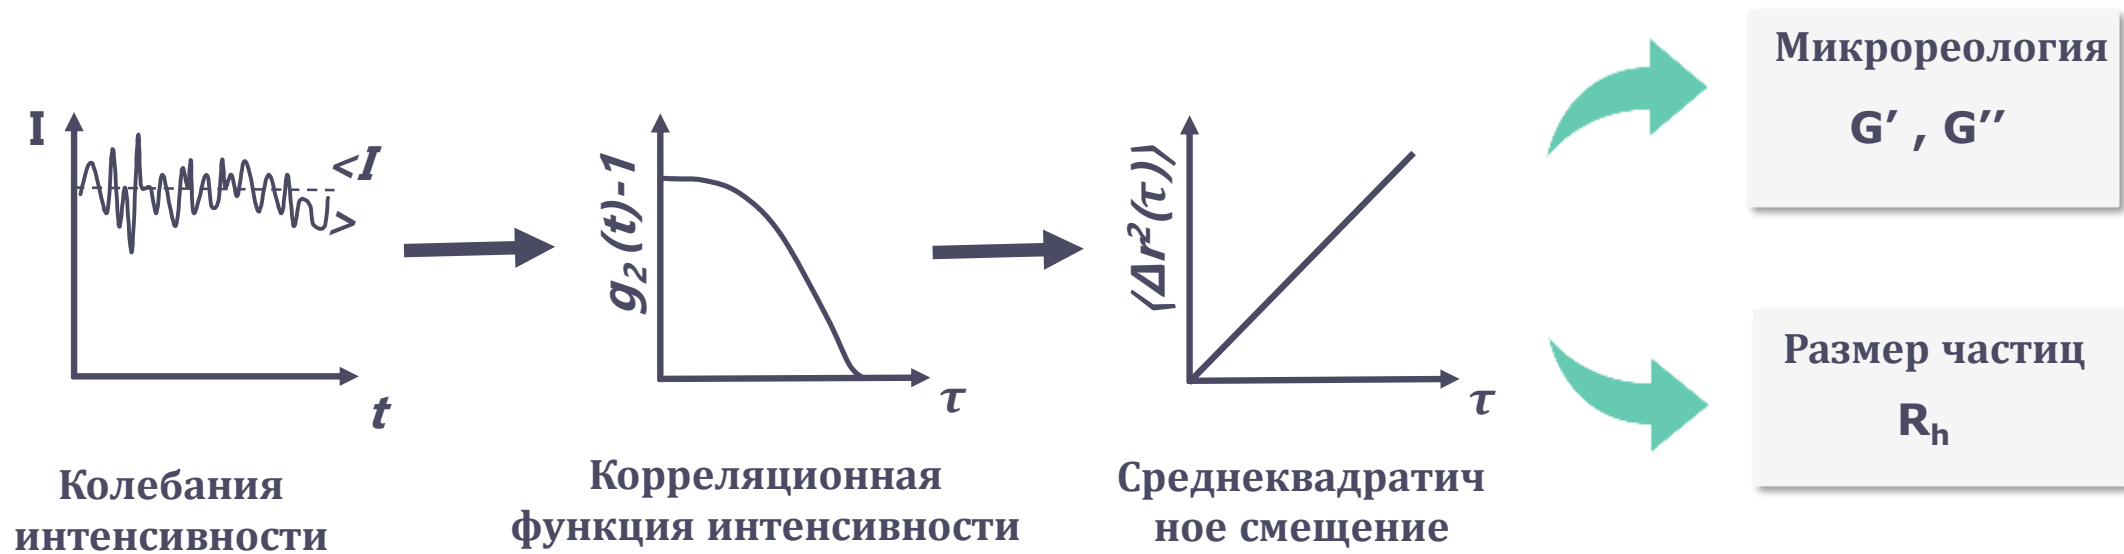 I
<I
>
t
Колебания
интенсивности
g₂(t)-1
τ
Корреляционная
функция интенсивности
⟨Δr²(τ)⟩
τ
Среднеквадратич
ное смещение
Микрореология
G′ , G′′
Размер частиц
Rₕ